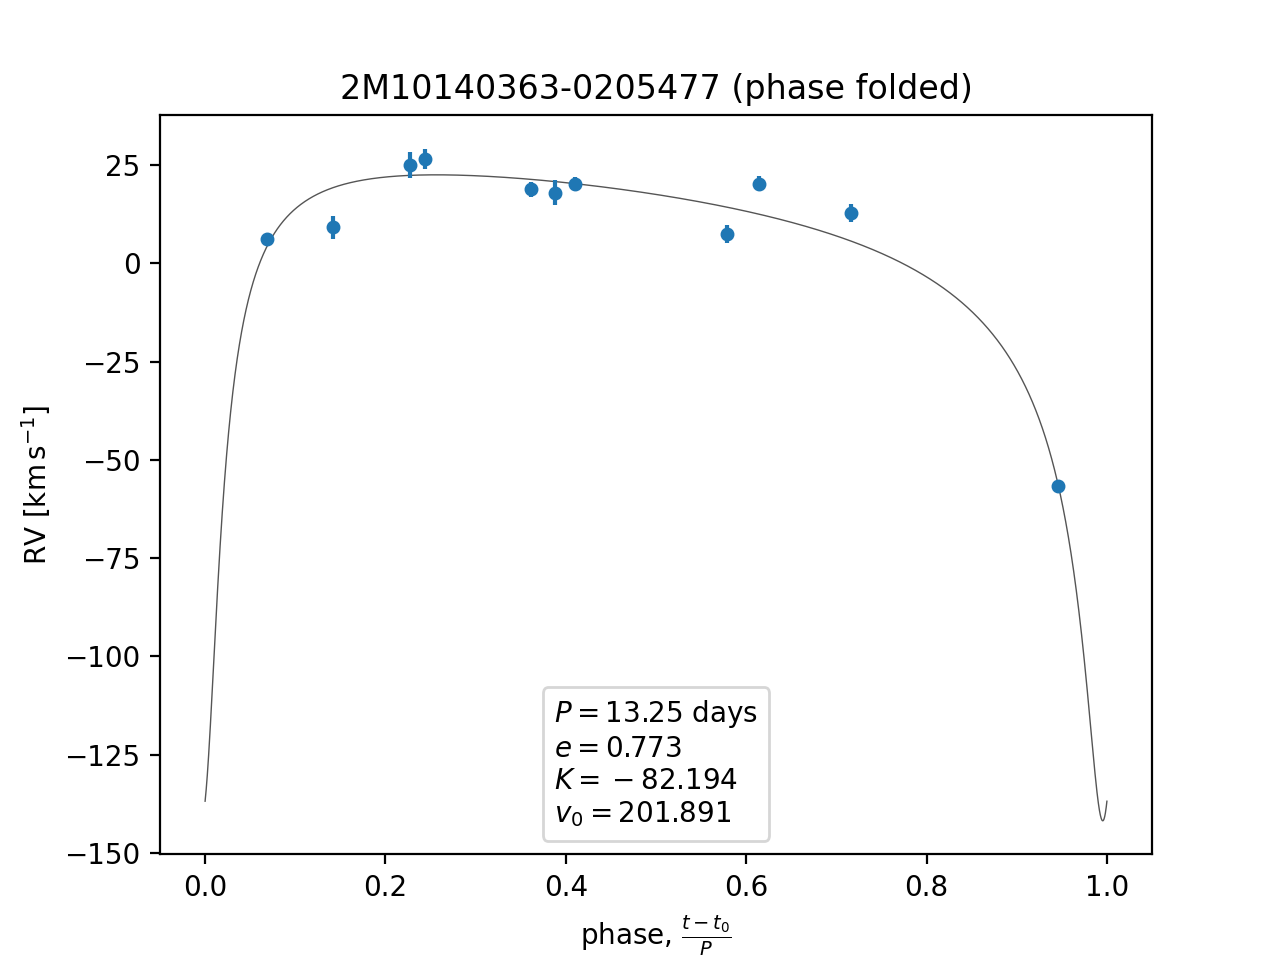 2M10140363-0205477 (phase folded)
RV [km s⁻¹]
25
0
−25
−50
−75
−100
−125
−150
P = 13.25 days
e = 0.773
K = −82.194
v₀ = 201.891
0.0 0.2 0.4 0.6 0.8 1.0
phase, (t − t₀)/P